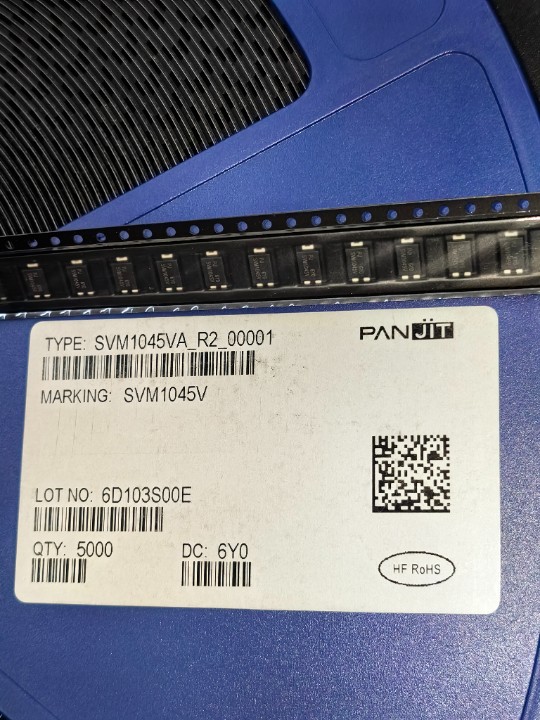 TYPE: SVM1045VA_R2_00001
PANJIT
MARKING: SVM1045V
LOT NO: 6D103S00E
QTY: 5000
DC: 6Y0
HF RoHS